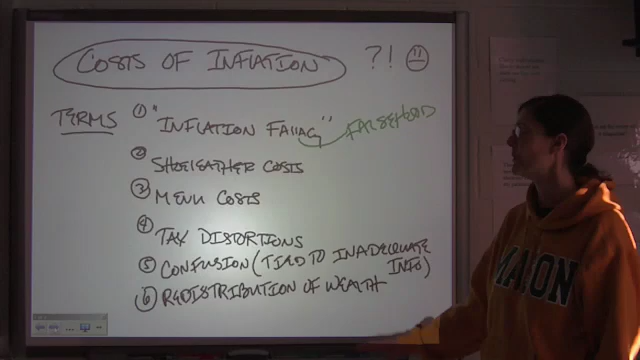 COSTS OF INFLATION ?!
TERMS ① "INFLATION FALLACY" FALSEHOOD
② SHOELEATHER COSTS
③ MENU COSTS
④ TAX DISTORTIONS
⑤ CONFUSION (TIED TO INADEQUATE INFO)
⑥ REDISTRIBUTION OF WEALTH
MASON